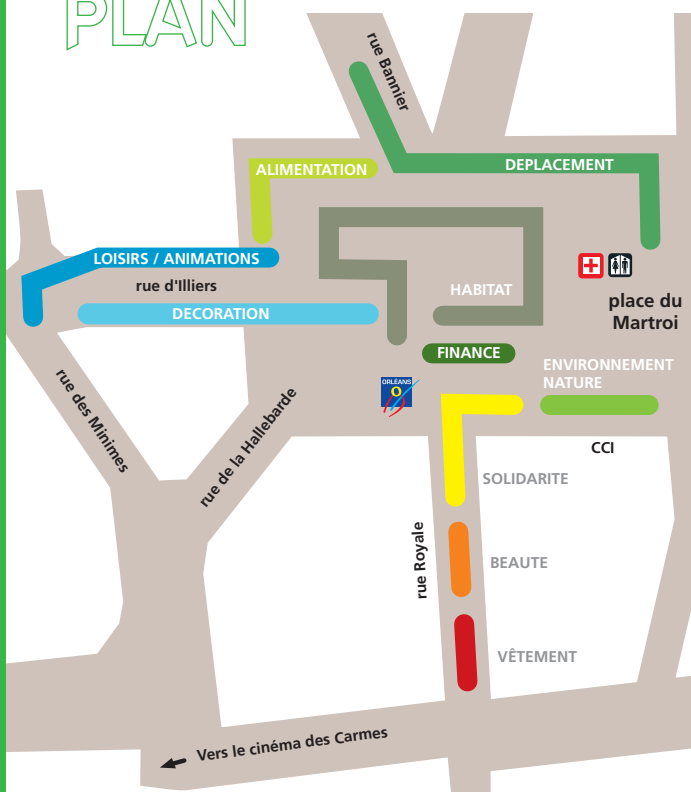 PLAN
rue Bannier
ALIMENTATION
DEPLACEMENT
LOISIRS / ANIMATIONS
rue d'Illiers
DECORATION
HABITAT
place du
Martroi
FINANCE
ENVIRONNEMENT
NATURE
ORLÉANS
rue des Minimes
rue de la Hallebarde
CCI
SOLIDARITE
rue Royale
BEAUTE
VÊTEMENT
Vers le cinéma des Carmes